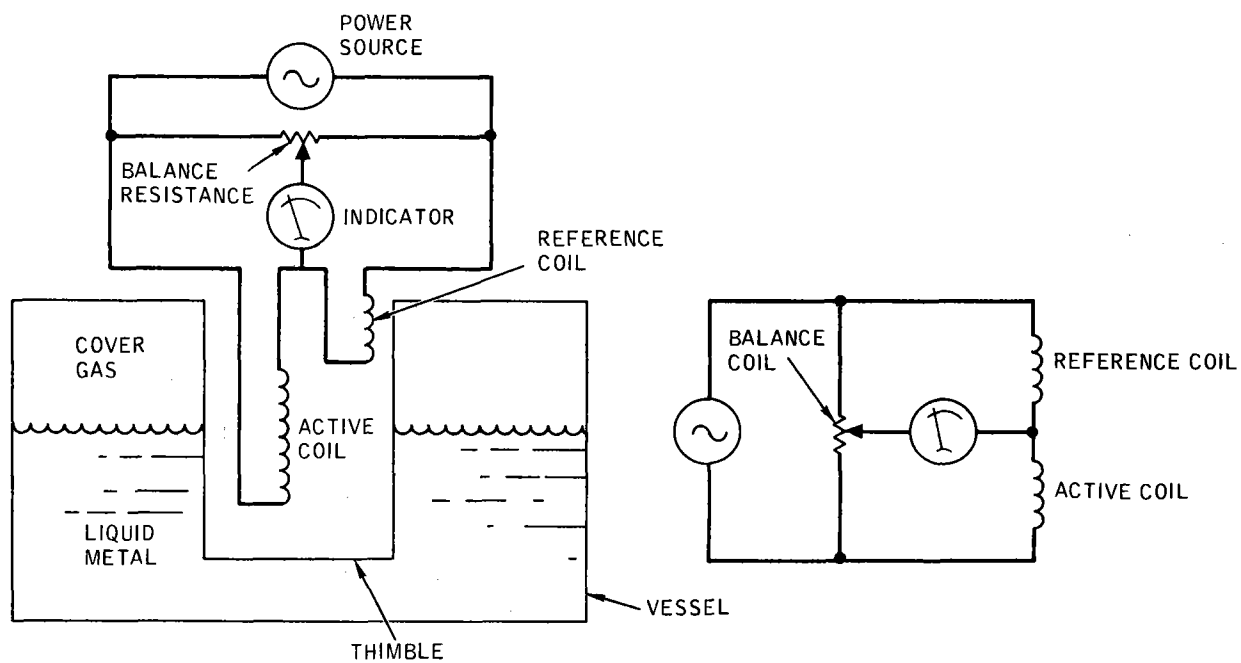 POWER
SOURCE
BALANCE
RESISTANCE
INDICATOR
REFERENCE
COIL
COVER
GAS
ACTIVE
COIL
LIQUID
METAL
VESSEL
THIMBLE
BALANCE
COIL
REFERENCE COIL
ACTIVE COIL